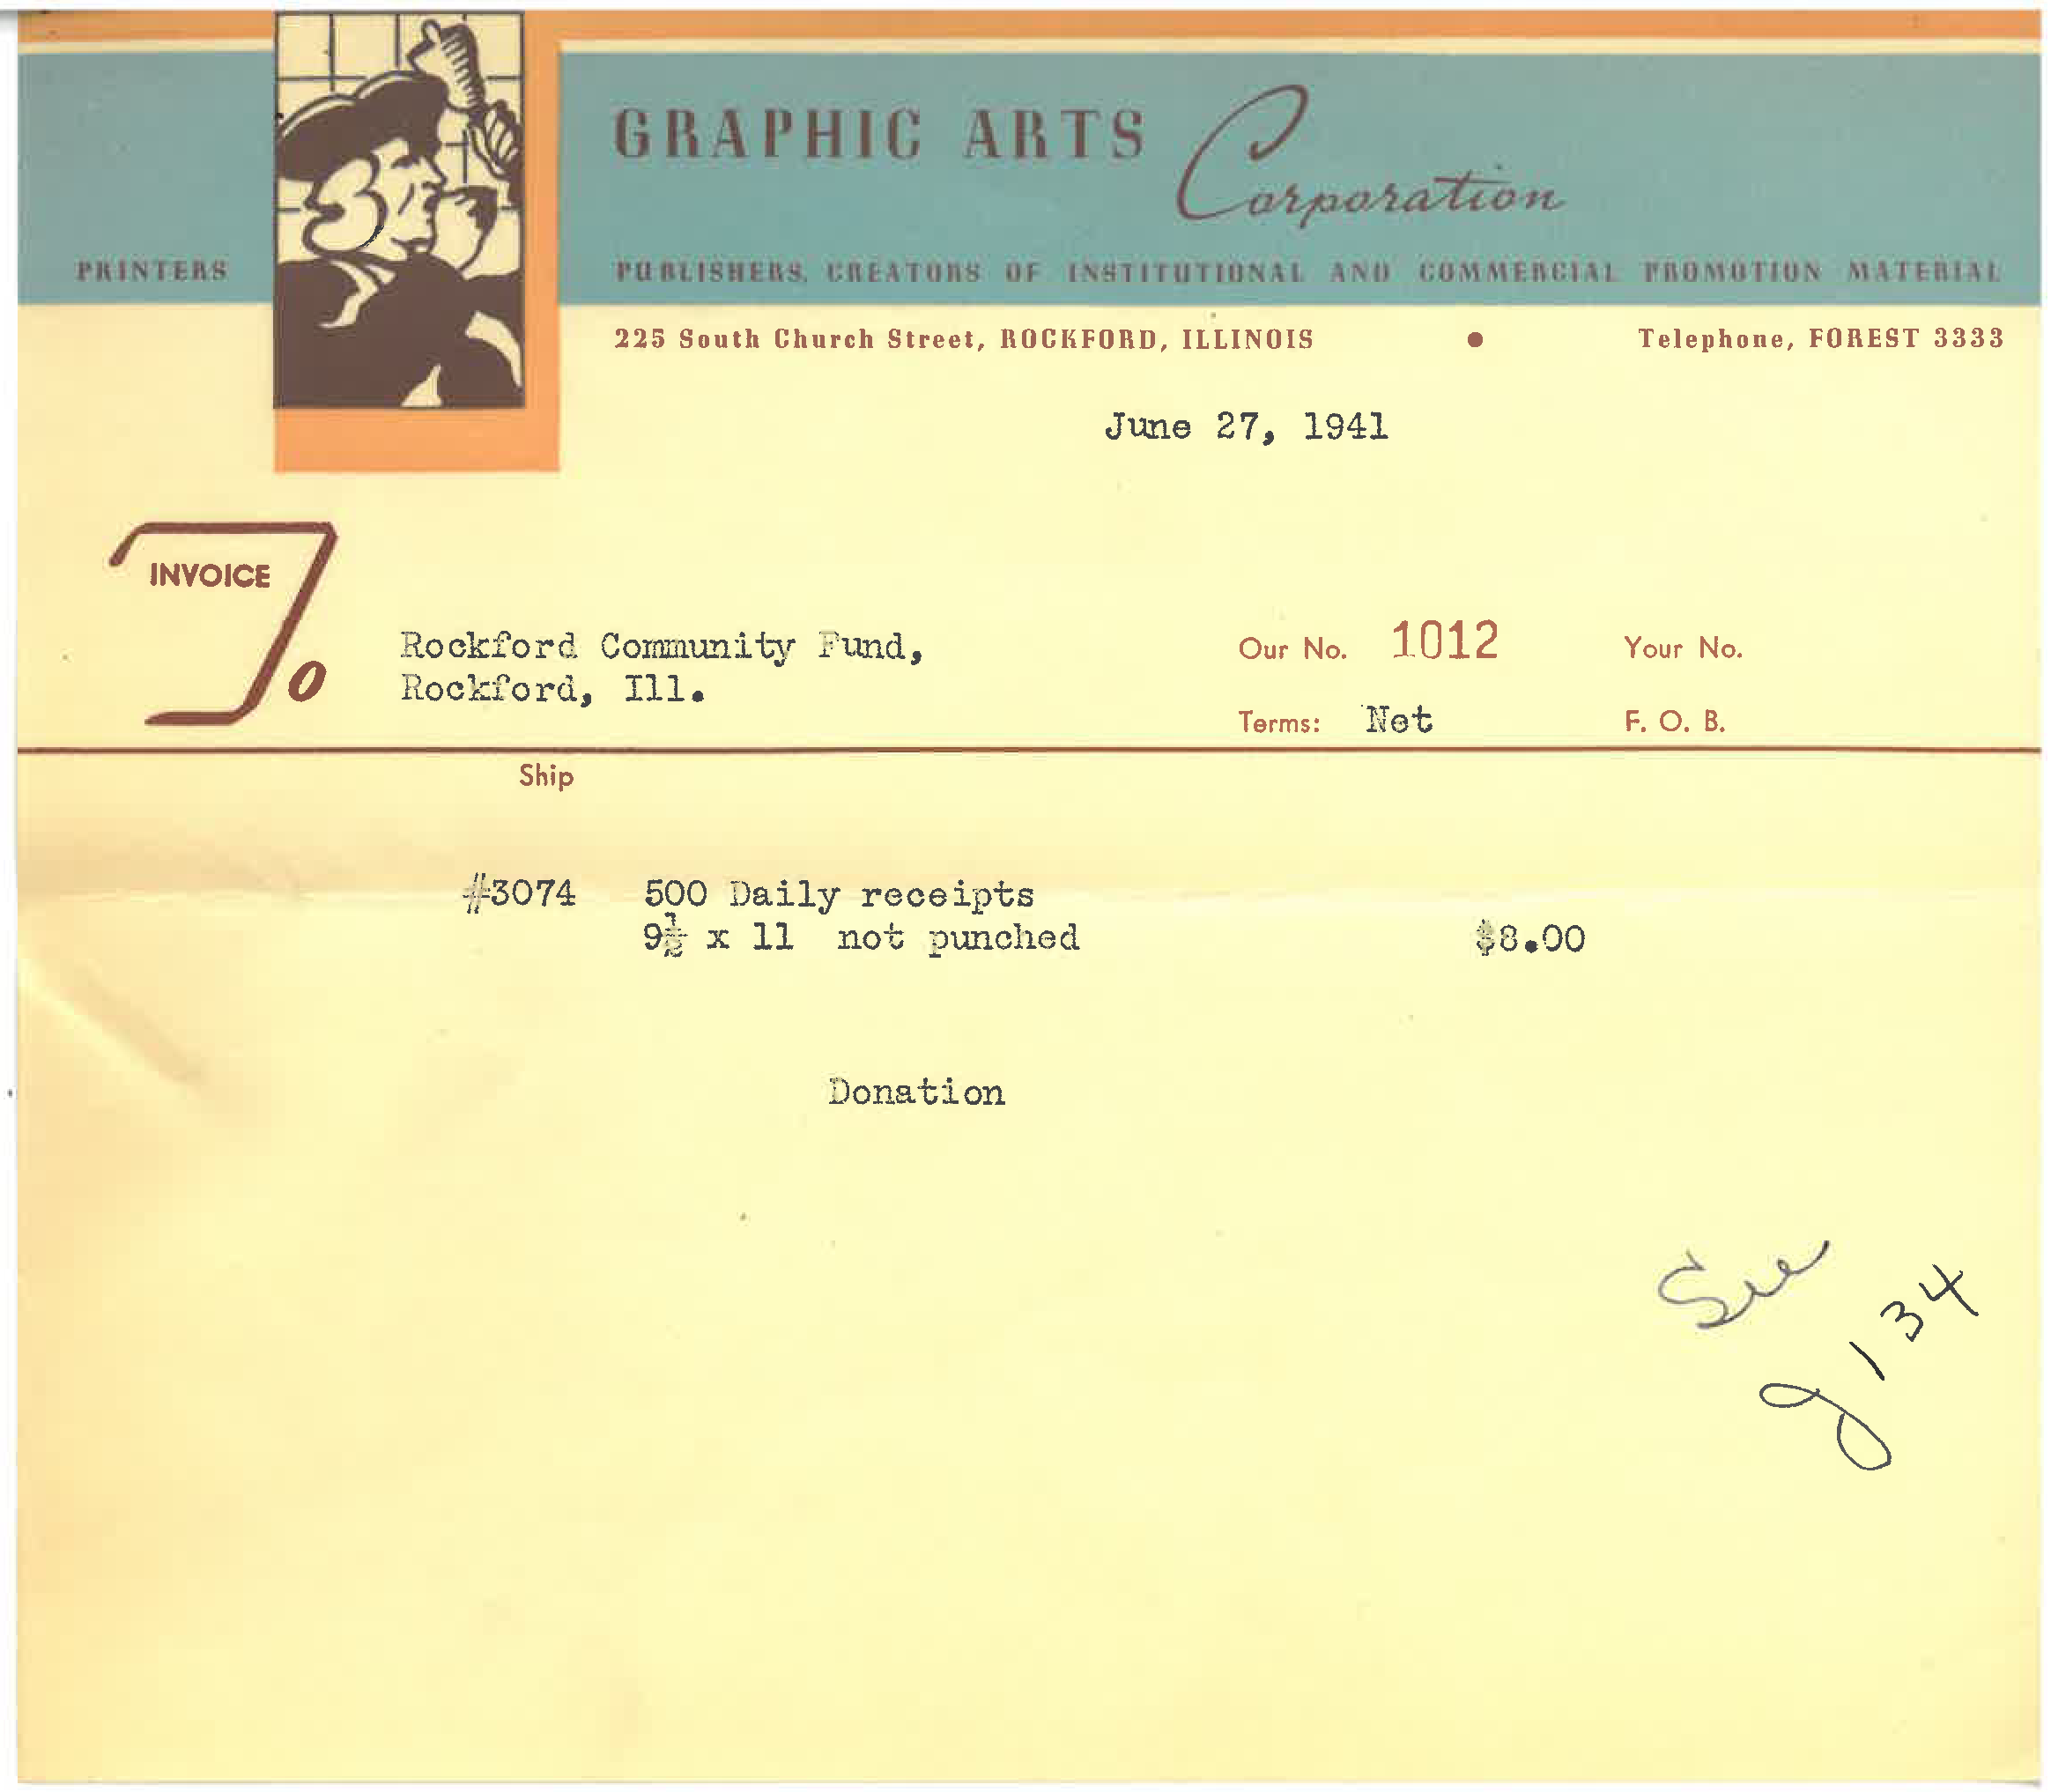 GRAPHIC ARTS Corporation
PRINTERS PUBLISHERS, CREATORS OF INSTITUTIONAL AND COMMERCIAL PROMOTION MATERIAL
225 South Church Street, ROCKFORD, ILLINOIS • Telephone, FOREST 3333
June 27, 1941
INVOICE
To
Rockford Community Fund,
Rockford, Ill.
Our No. 1012 Your No.
Terms: Net F. O. B.
Ship
#3074 500 Daily receipts
9½ x 11 not punched $8.00
Donation
See
J134